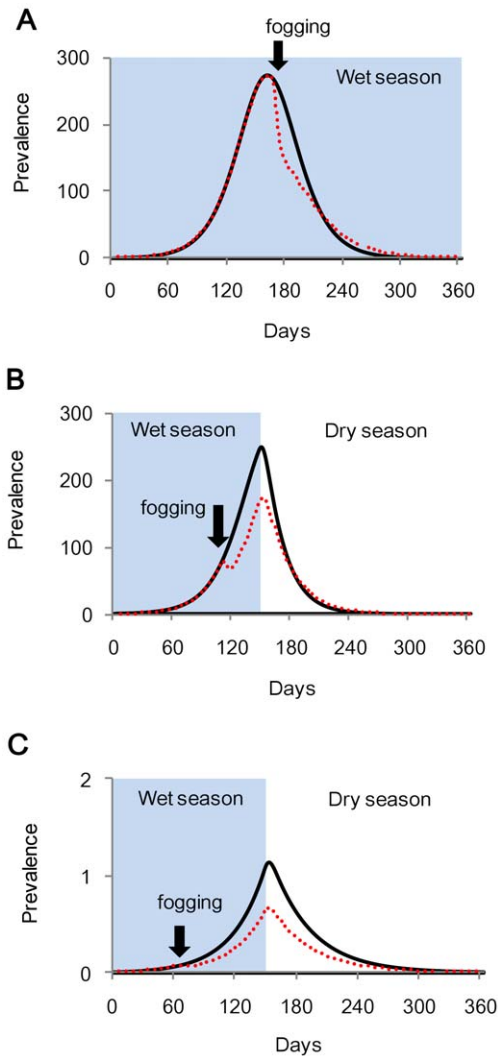 A
fogging
300
Wet season
200
Prevalence
100
0
0 60 120 180 240 300 360
Days
B
300
Wet season Dry season
200
fogging
Prevalence
100
0
0 60 120 180 240 300 360
Days
C
2
Wet season Dry season
Prevalence
1
fogging
0
0 60 120 180 240 300 360
Days